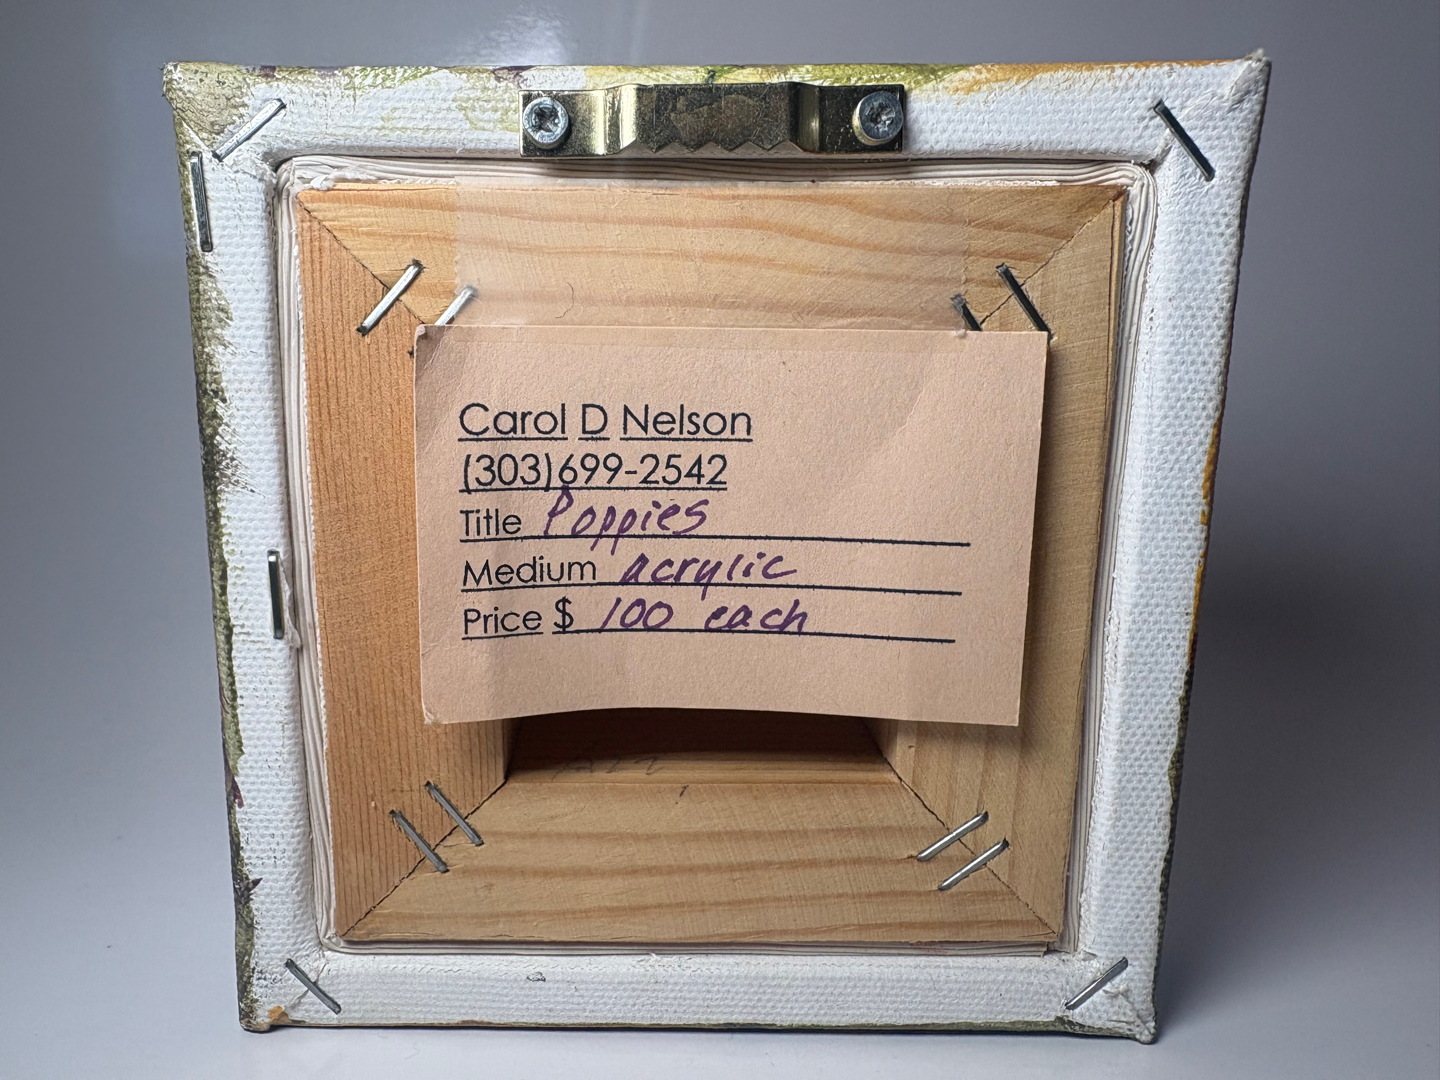 Carol D Nelson
(303)699-2542
Title Poppies
Medium acrylic
Price $ 100 each